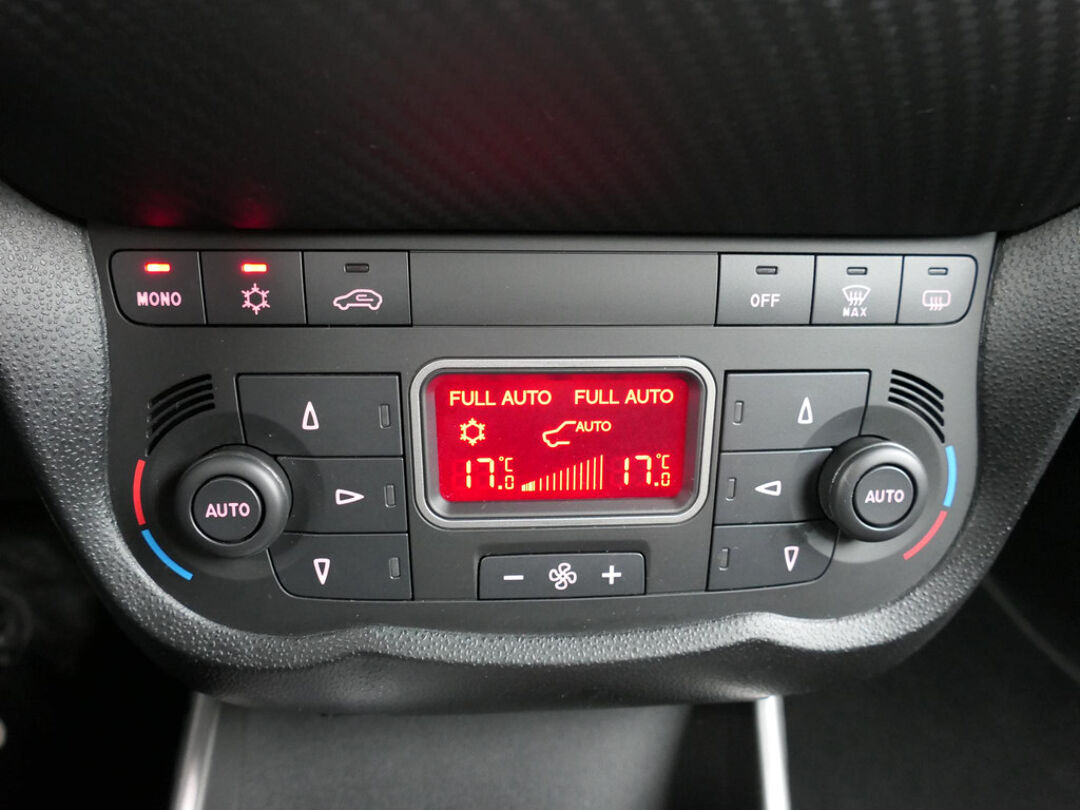 MONO
OFF
MAX
FULL AUTO FULL AUTO
AUTO
17.0°C 17.0°C
AUTO
AUTO
− +